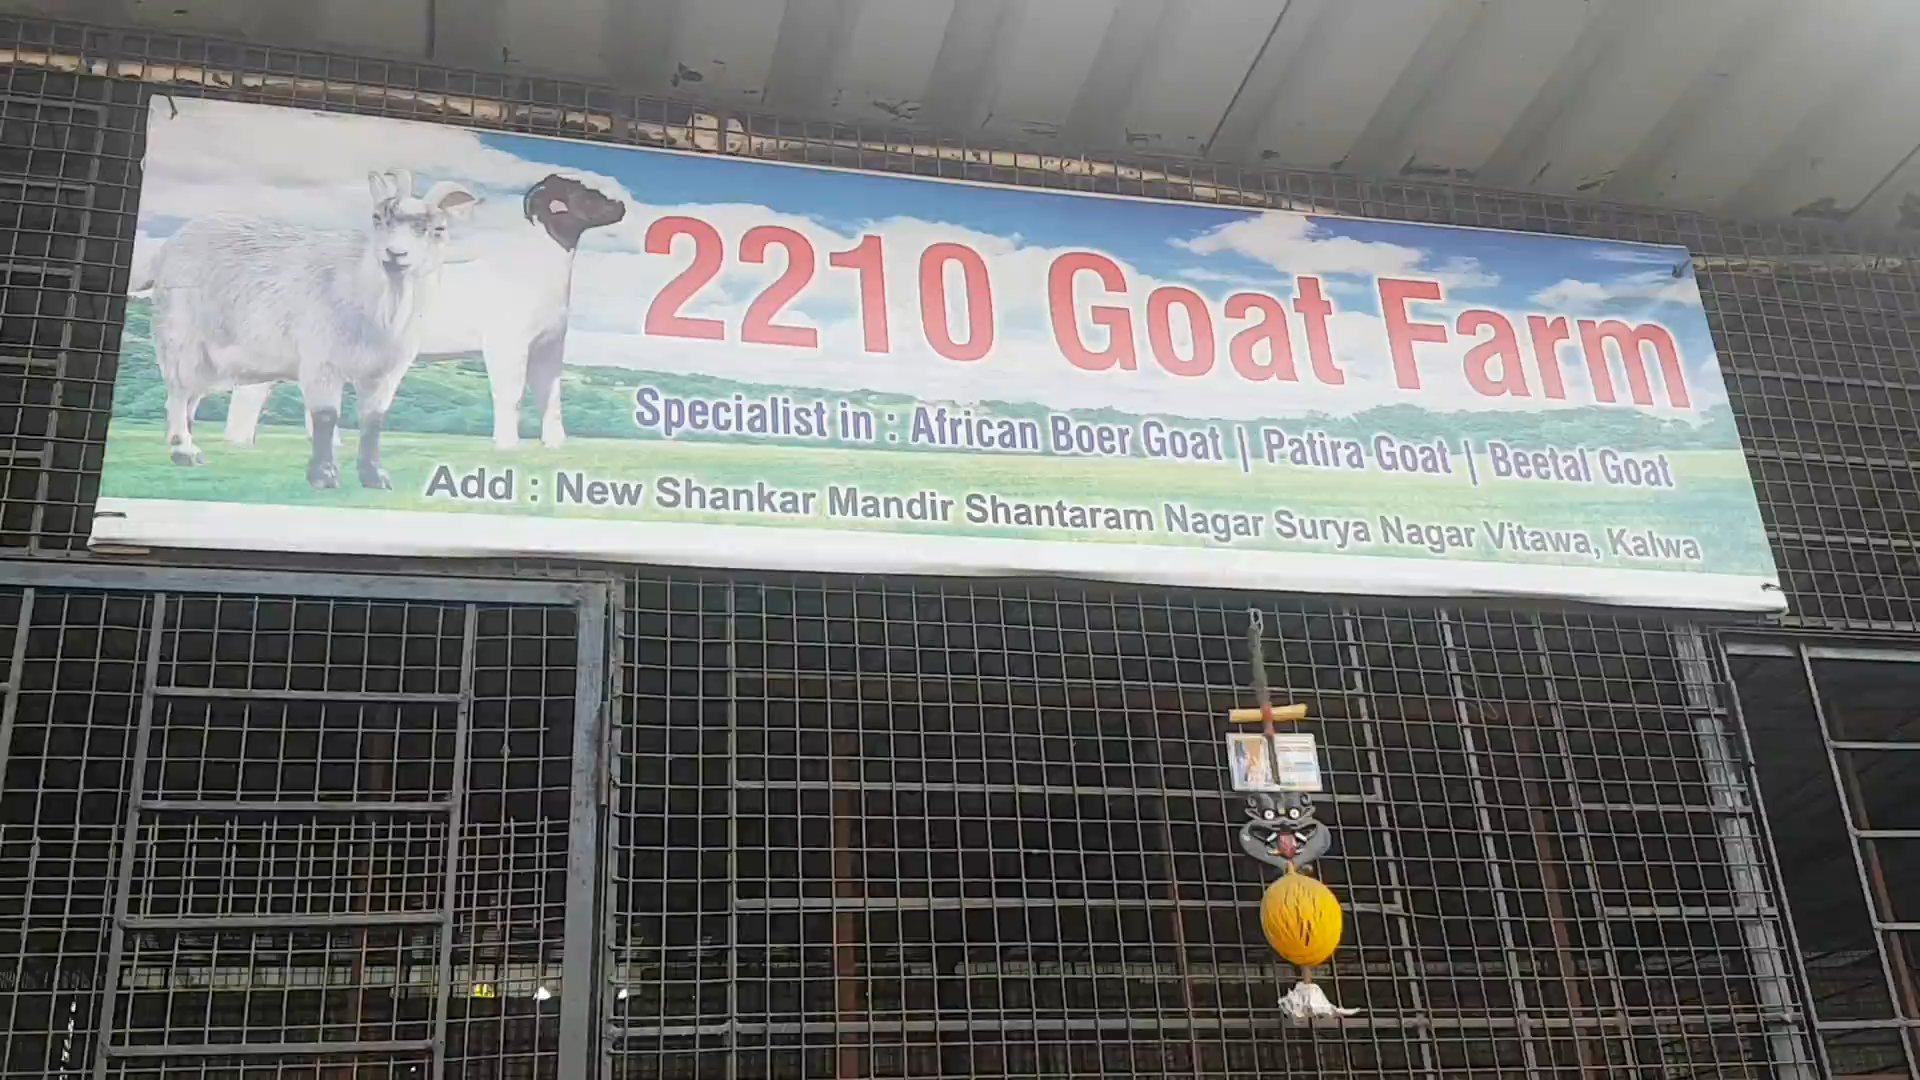 2210 Goat Farm
Specialist in : African Boer Goat | Patira Goat | Beetal Goat
Add : New Shankar Mandir Shantaram Nagar Surya Nagar Vitawa, Kalwa